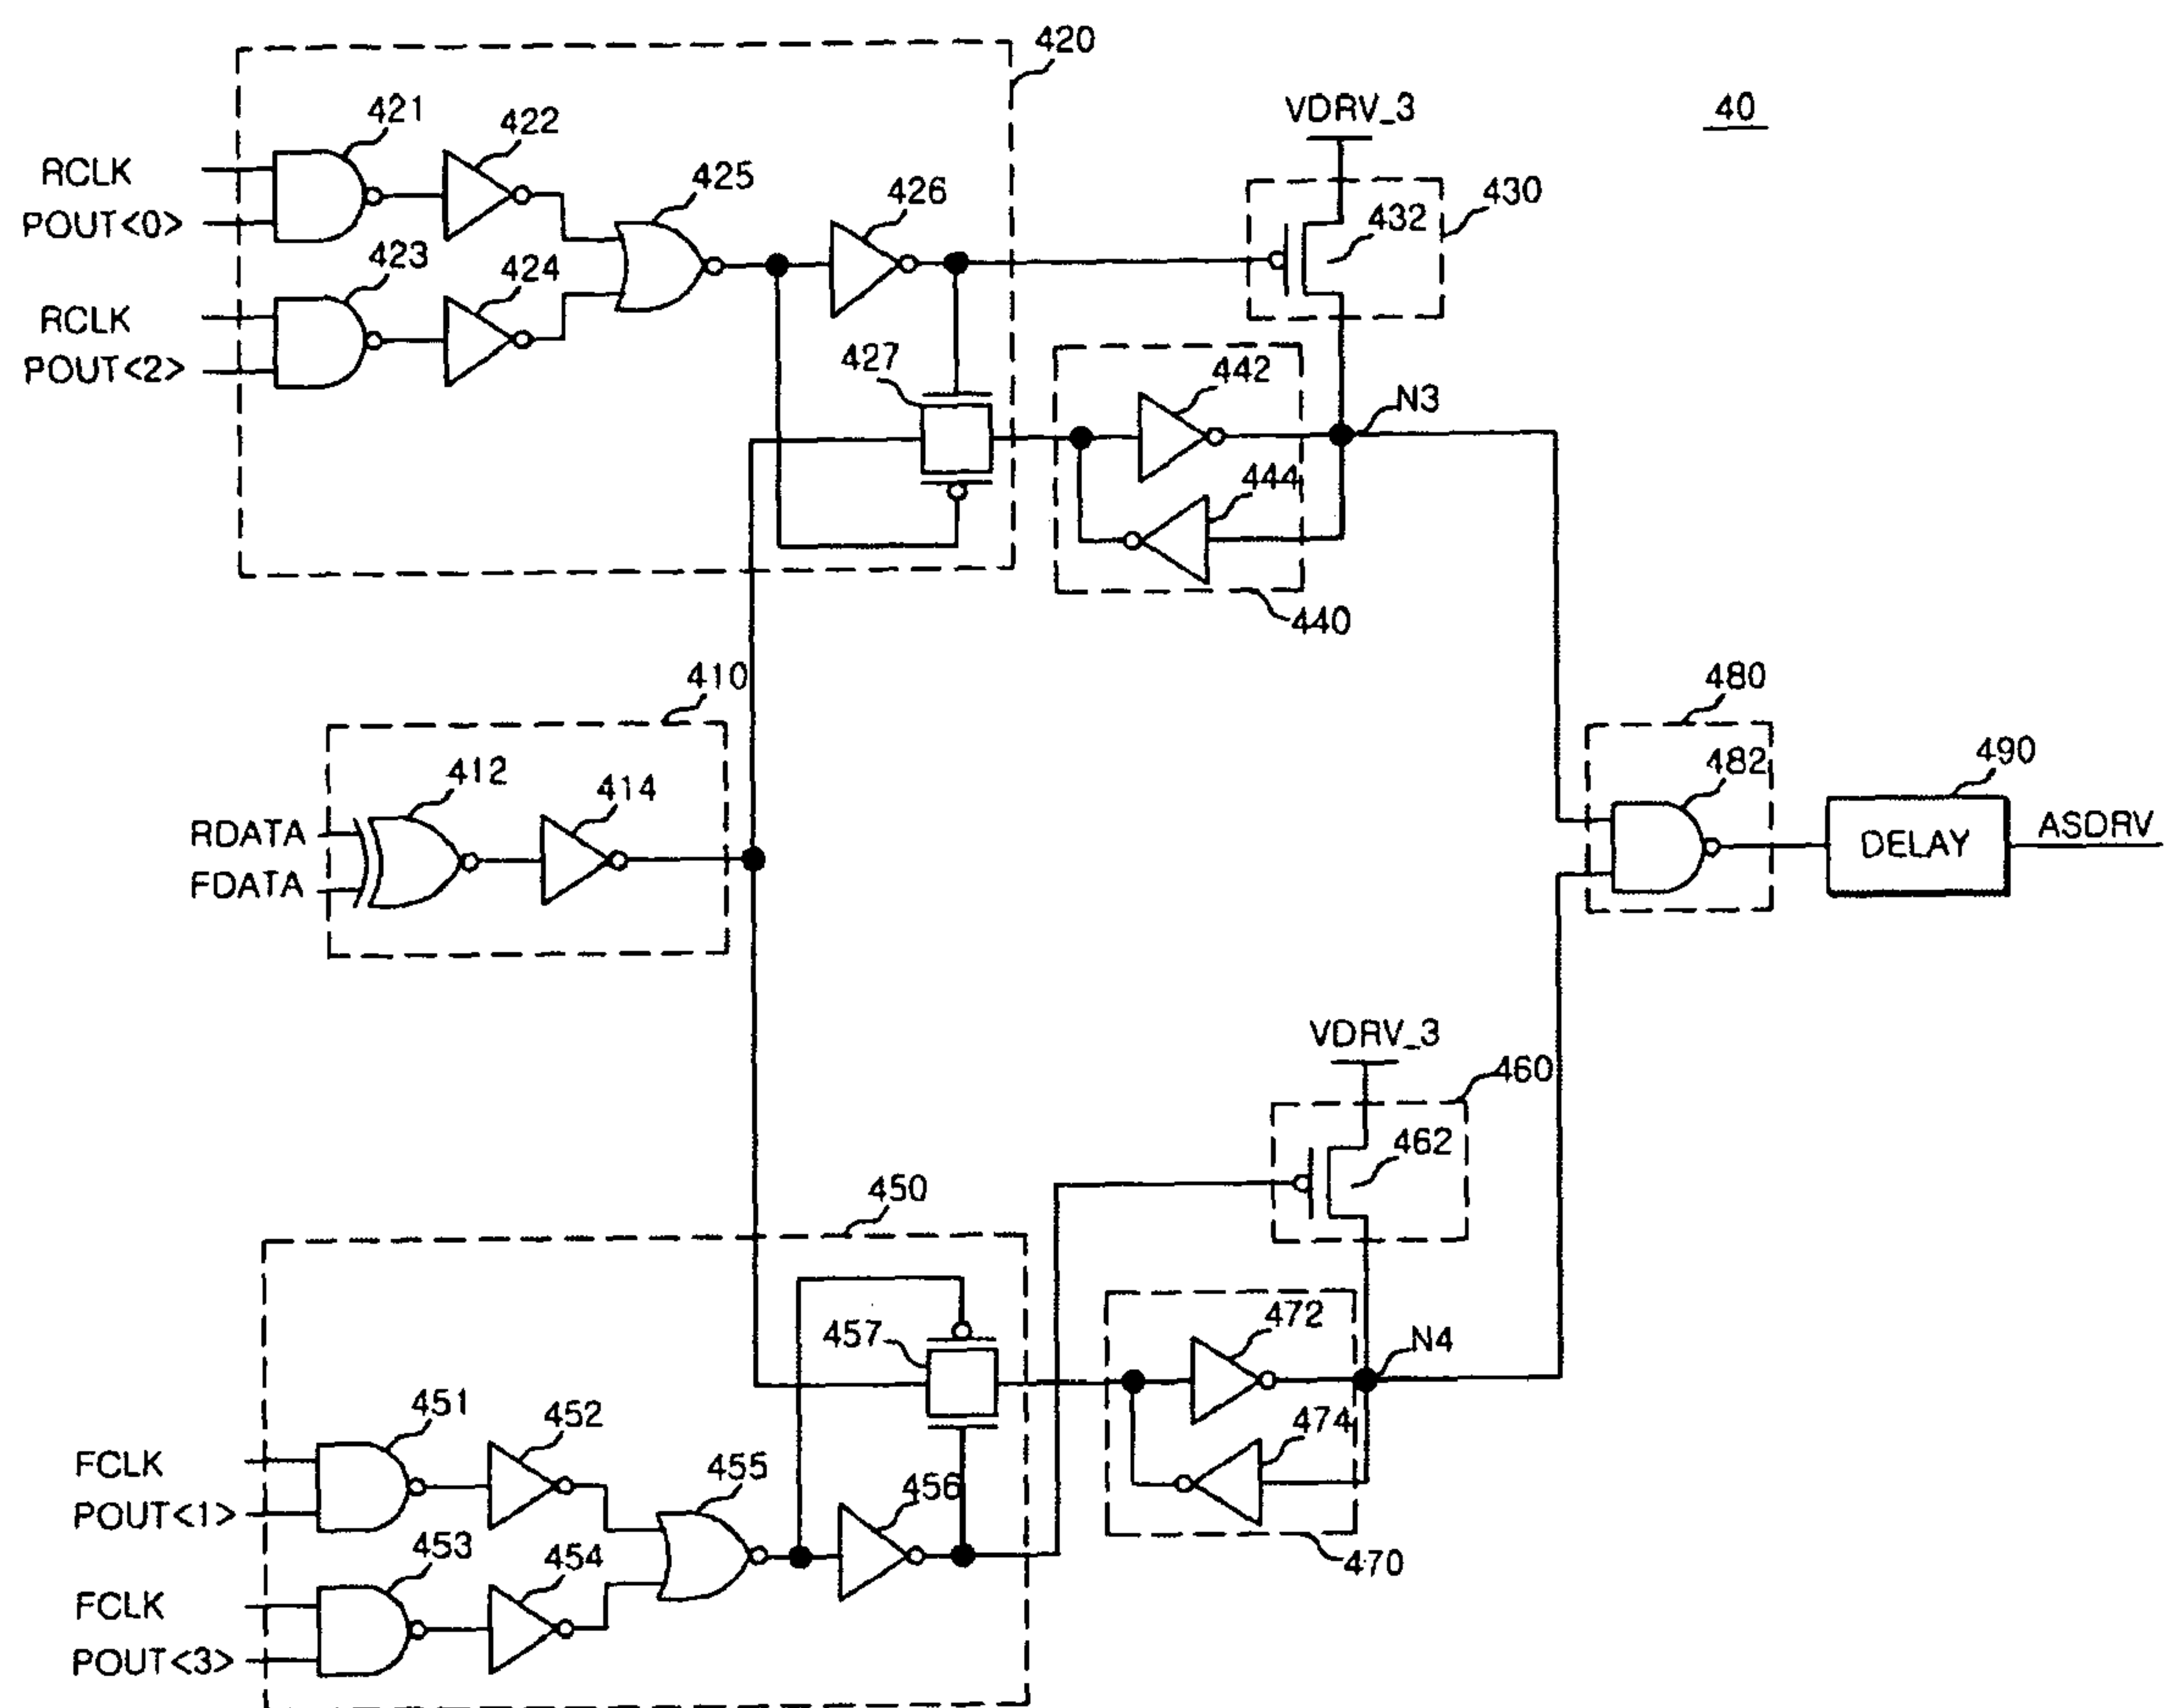 420
40
VDRV_3
421
422
425
426
430
432
RCLK
POUT<0>
423
424
RCLK
POUT<2>
427
442
N3
444
440
410
480
412
414
482
490
RDATA
FDATA
DELAY
ASDRV
VDRV_3
460
462
450
457
472
N4
474
451
452
455
456
FCLK
POUT<1>
453
454
470
FCLK
POUT<3>